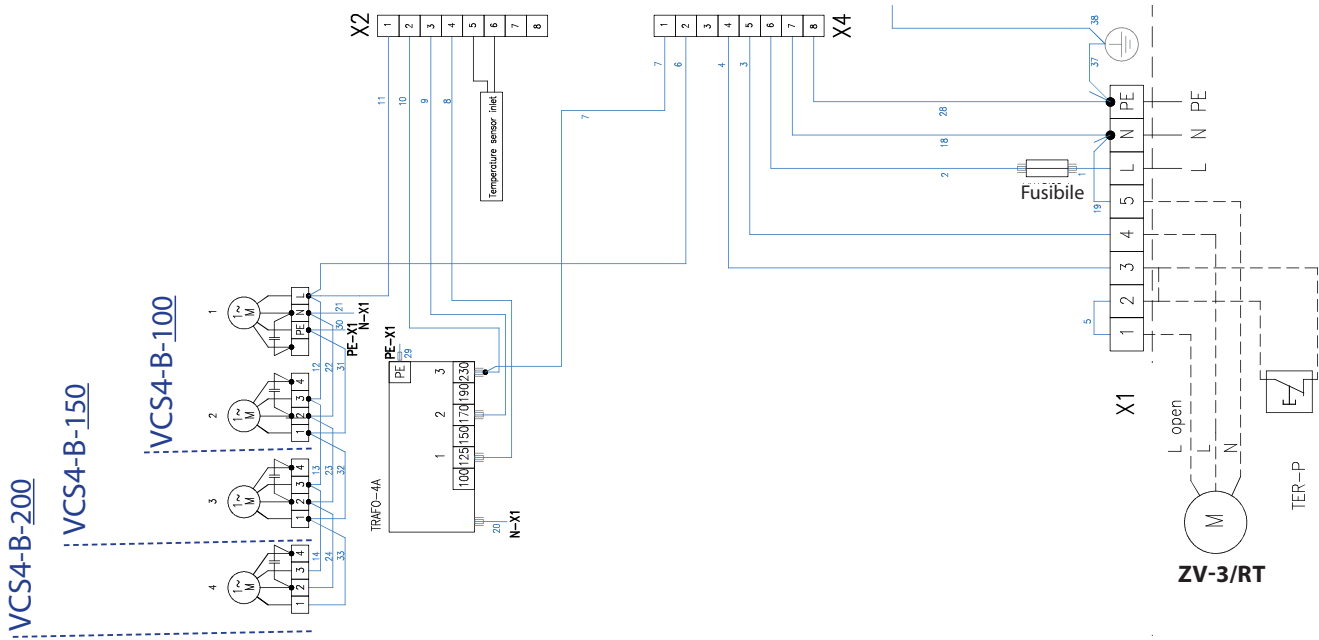 X2
1 2 3 4 5 6 7 8
X4
1 2 3 4 5 6 7 8
11
10
9
8
Temperature sensor inlet
7
6
4
3
7
28
18
2
1
19
38
37
Fusibile
X1
PE
N
L
5
4
3
2
1
PE
N
L
5
L open
L
N
M
ZV-3/RT
TER-P
VCS4-B-100
VCS4-B-150
VCS4-B-200
1
1~
M
L
N
PE
21
N-X1
30
PE-X1
12
22
31
2
1~
M
4
3
2
1
13
23
32
3
1~
M
4
3
2
1
14
24
33
4
1~
M
4
3
2
1
TRAFO-4A
PE
PE-X1
29
3
2
1
230
190
170
150
125
100
20
N-X1